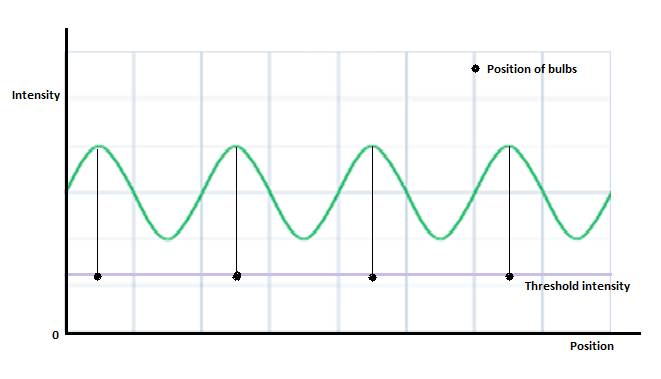 Position of bulbs
Intensity
Threshold intensity
0
Position